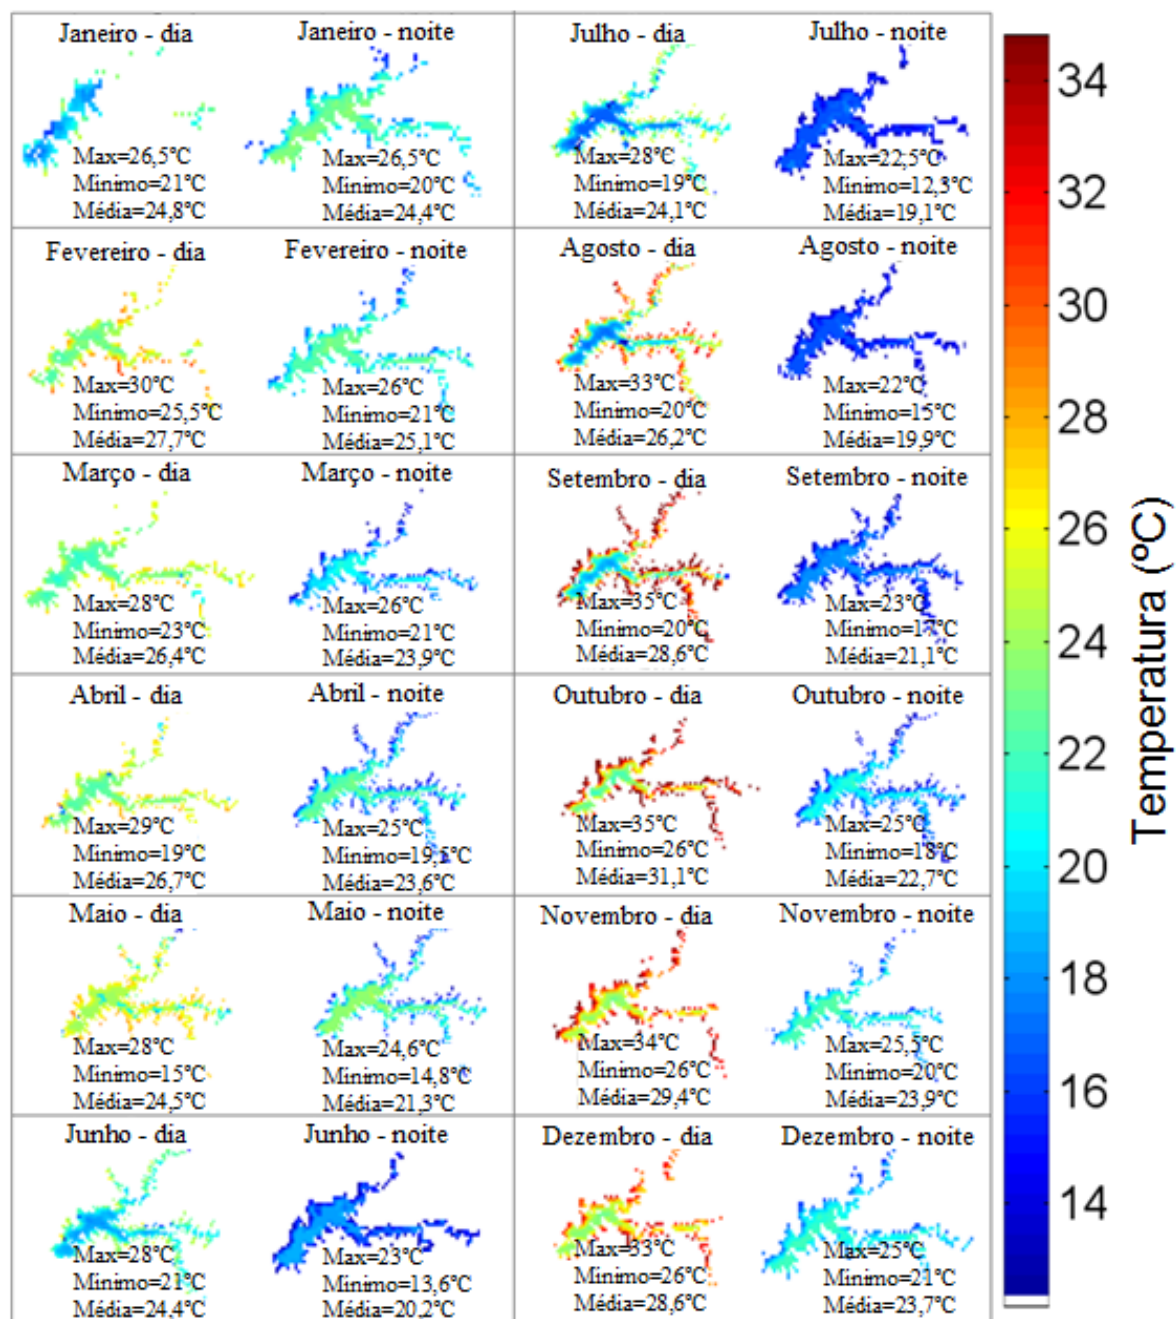 Janeiro - dia
Max=26,5°C
Minimo=21°C
Média=24,8°C
Janeiro - noite
Max=26,5°C
Minimo=20°C
Média=24,4°C
Julho - dia
Max=28°C
Minimo=19°C
Média=24,1°C
Julho - noite
Max=22,5°C
Minimo=12,3°C
Média=19,1°C
Fevereiro - dia
Max=30°C
Minimo=25,5°C
Média=27,7°C
Fevereiro - noite
Max=26°C
Minimo=21°C
Média=25,1°C
Agosto - dia
Max=33°C
Minimo=20°C
Média=26,2°C
Agosto - noite
Max=22°C
Minimo=15°C
Média=19,9°C
Março - dia
Max=28°C
Minimo=23°C
Média=26,4°C
Março - noite
Max=26°C
Minimo=21°C
Média=23,9°C
Setembro - dia
Max=35°C
Minimo=20°C
Média=28,6°C
Setembro - noite
Max=23°C
Minimo=17°C
Média=21,1°C
Abril - dia
Max=29°C
Minimo=19°C
Média=26,7°C
Abril - noite
Max=25°C
Minimo=19,5°C
Média=23,6°C
Outubro - dia
Max=35°C
Minimo=26°C
Média=31,1°C
Outubro - noite
Max=25°C
Minimo=18°C
Média=22,7°C
Maio - dia
Max=28°C
Minimo=15°C
Média=24,5°C
Maio - noite
Max=24,6°C
Minimo=14,8°C
Média=21,3°C
Novembro - dia
Max=34°C
Minimo=26°C
Média=29,4°C
Novembro - noite
Max=25,5°C
Minimo=20°C
Média=23,9°C
Junho - dia
Max=28°C
Minimo=21°C
Média=24,4°C
Junho - noite
Max=23°C
Minimo=13,6°C
Média=20,2°C
Dezembro - dia
Max=33°C
Minimo=26°C
Média=28,6°C
Dezembro - noite
Max=25°C
Minimo=21°C
Média=23,7°C
34
32
30
28
26
24
22
20
18
16
14
Temperatura (ºC)